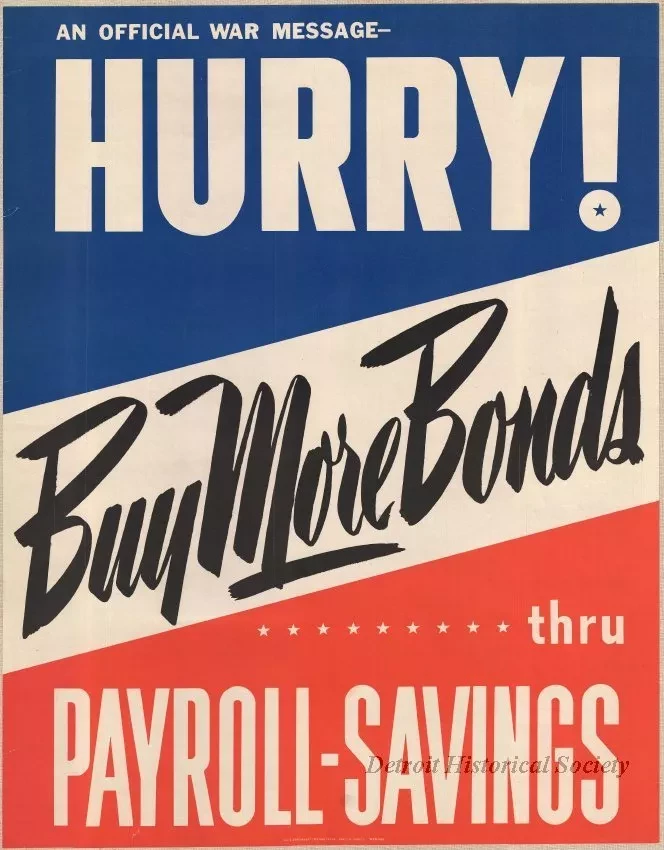 AN OFFICIAL WAR MESSAGE—
HURRY!
Buy More Bonds
thru
PAYROLL-SAVINGS
Detroit Historical Society